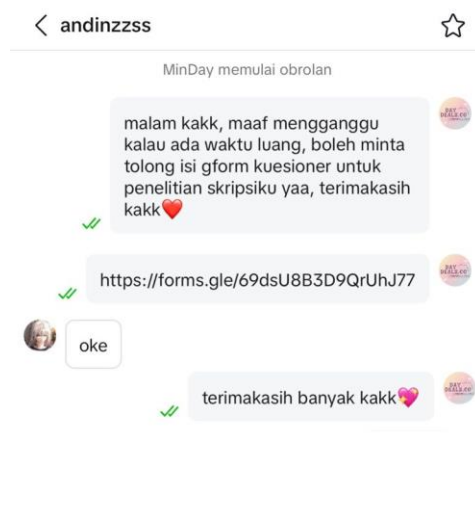 andinzzss
MinDay memulai obrolan
malam kakk, maaf mengganggu
kalau ada waktu luang, boleh minta
tolong isi gform kuesioner untuk
penelitian skripsiku yaa, terimakasih
kakk❤️
https://forms.gle/69dsU8B3D9QrUhJ77
oke
terimakasih banyak kakk💖